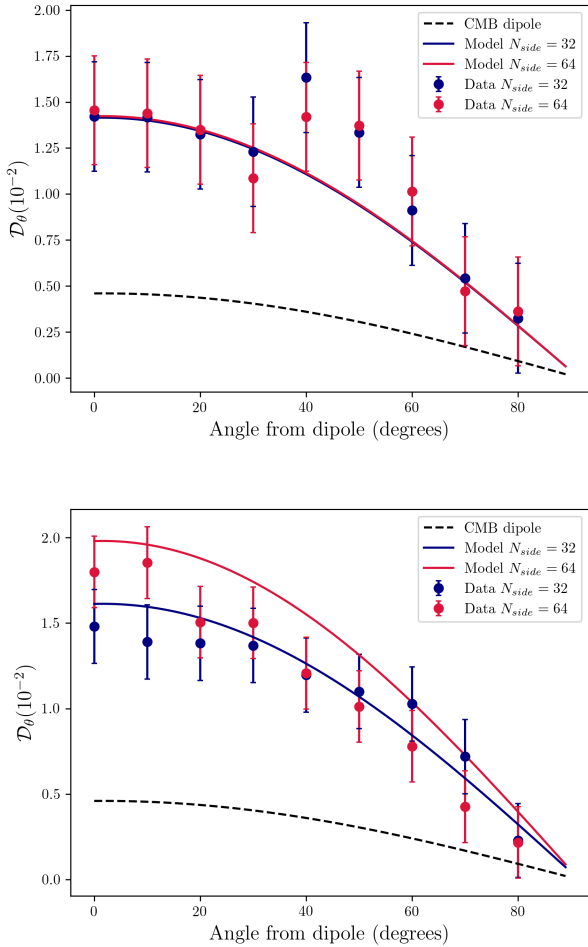 2.00
1.75
1.50
1.25
1.00
0.75
0.50
0.25
0.00
𝒟θ(10⁻²)
CMB dipole
Model Nside = 32
Model Nside = 64
Data Nside = 32
Data Nside = 64
0 20 40 60 80
Angle from dipole (degrees)
2.0
1.5
1.0
0.5
0.0
𝒟θ(10⁻²)
CMB dipole
Model Nside = 32
Model Nside = 64
Data Nside = 32
Data Nside = 64
0 20 40 60 80
Angle from dipole (degrees)